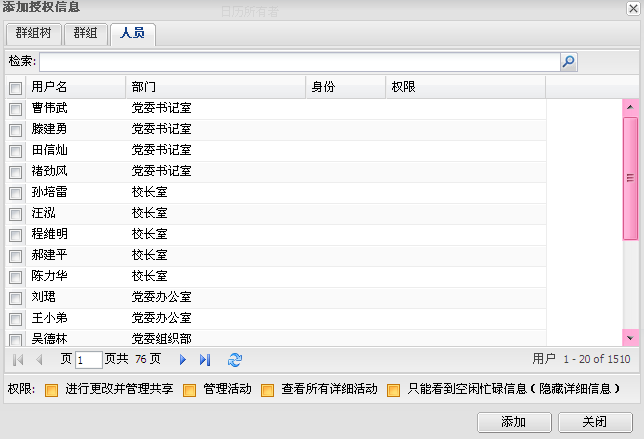 添加授权信息
日历所有者
群组树 群组 人员
检索:
用户名 部门 身份 权限
曹伟武 党委书记室
滕建勇 党委书记室
田信灿 党委书记室
褚劲风 党委书记室
孙培雷 校长室
汪泓 校长室
程维明 校长室
郝建平 校长室
陈力华 校长室
刘珺 党委办公室
王小弟 党委办公室
吴德林 党委组织部
页 1 页共 76 页 用户 1 - 20 of 1510
权限: 进行更改并管理共享 管理活动 查看所有详细活动 只能看到空闲忙碌信息（隐藏详细信息）
添加 关闭